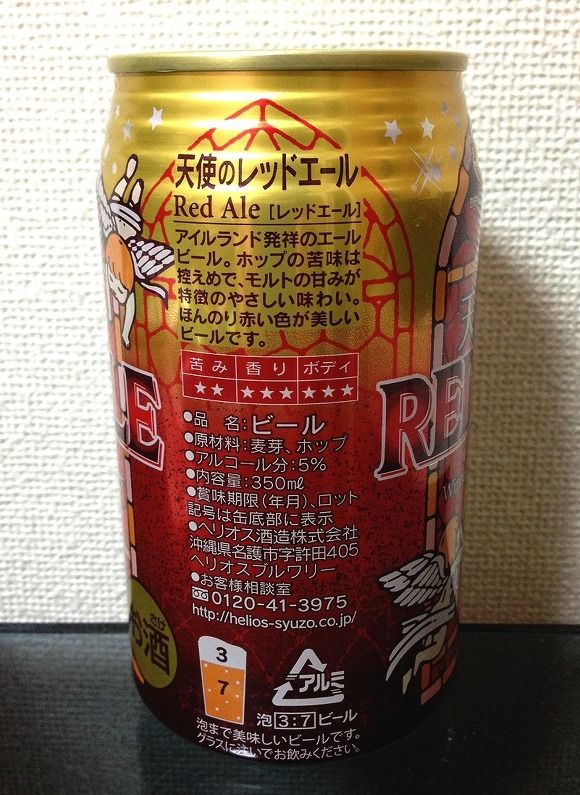 天使のレッドエール
Red Ale [レッドエール]
アイルランド発祥のエール
ビール。ホップの苦味は
控えめで、モルトの甘みが
特徴のやさしい味わい。
ほんのり赤い色が美しい
ビールです。
苦み 香り ボディ
★★ ★★★ ★★★
●品 名:ビール
●原材料:麦芽、ホップ
●アルコール分:5%
●内容量:350mℓ
●賞味期限(年月)、ロット
記号は缶底部に表示
●ヘリオス酒造株式会社
沖縄県名護市字許田405
ヘリオスブルワリー
●お客様相談室
0120-41-3975
http://helios-syuzo.co.jp/
お酒
さけ
3
7
アルミ
泡3:7ビール
泡まで美味しいビールです。
グラスに注いでお飲みください。
LE
RE
天